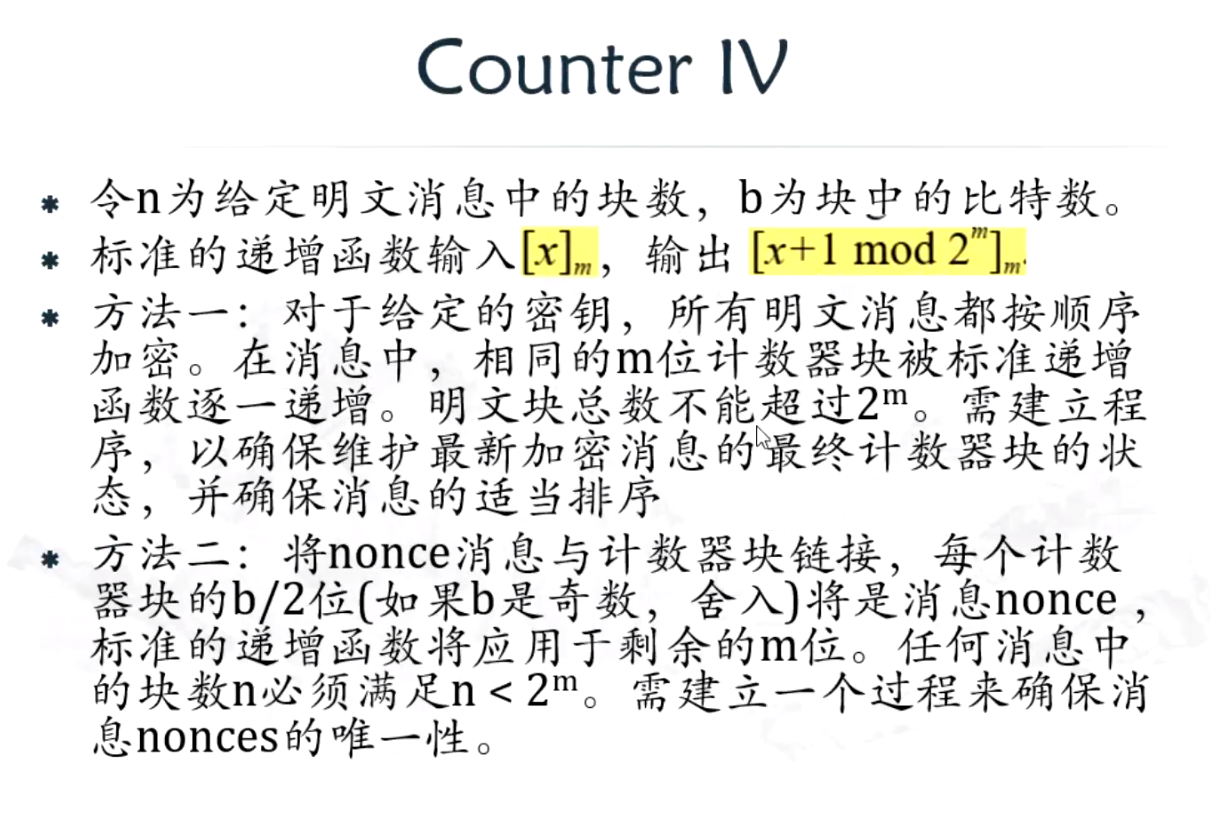 Counter IV
* 令n为给定明文消息中的块数，b为块中的比特数。
* 标准的递增函数输入[x]ₘ，输出 [x+1 mod 2ᵐ]ₘ.
* 方法一：对于给定的密钥，所有明文消息都按顺序
加密。在消息中，相同的m位计数器块被标准递增
函数逐一递增。明文块总数不能超过2ᵐ。需建立程
序，以确保维护最新加密消息的最终计数器块的状
态，并确保消息的适当排序
* 方法二：将nonce消息与计数器块链接，每个计数
器块的b/2位(如果b是奇数，舍入)将是消息nonce，
标准的递增函数将应用于剩余的m位。任何消息中
的块数n必须满足n < 2ᵐ。需建立一个过程来确保消
息nonces的唯一性。